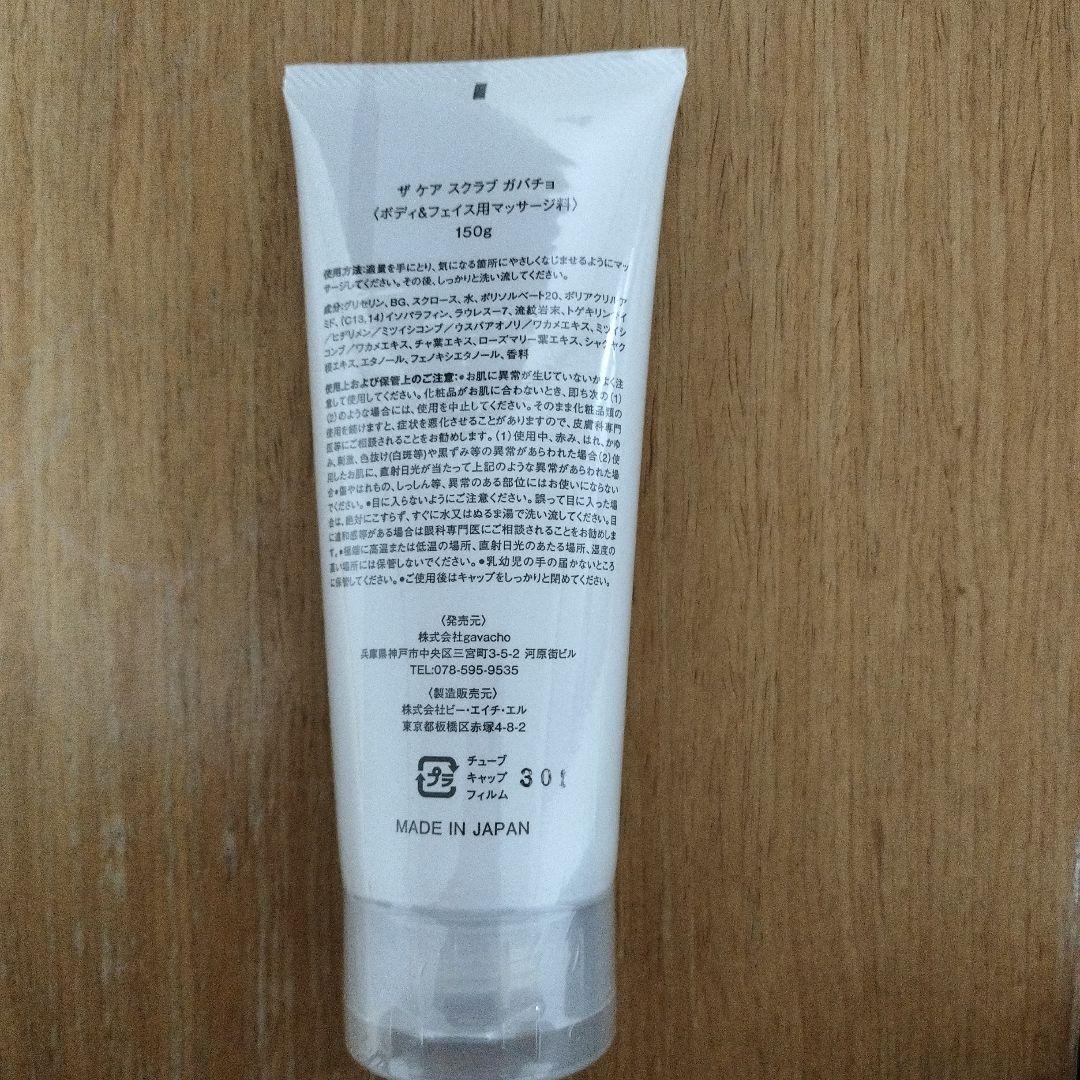 ザ ケア スクラブ ガバチョ
〈ボディ&フェイス用マッサージ料〉
150g
使用方法:適量を手にとり、気になる箇所にやさしくなじませるようにマッ
サージしてください。その後、しっかりと洗い流してください。
成分:グリセリン、BG、スクロース、水、ポリソルベート20、ポリアクリルア
ミド、(C13,14)イソパラフィン、ラウレスー7、流紋岩末、トゲキリンサイ
/ヒヂリメン/ミツイシコンブ/ウスバアオノリ/ワカメエキス、ミツイシ
コンブ/ワカメエキス、チャ葉エキス、ローズマリー葉エキス、シャクヤク
根エキス、エタノール、フェノキシエタノール、香料
使用上および保管上のご注意:●お肌に異常が生じていないかよく注
意して使用してください。化粧品がお肌に合わないとき、即ち次の(1)
(2)のような場合には、使用を中止してください。そのまま化粧品類の
使用を続けますと、症状を悪化させることがありますので、皮膚科専門
医等にご相談されることをお勧めします。(1)使用中、赤み、はれ、かゆ
み、刺激、色抜け(白斑等)や黒ずみ等の異常があらわれた場合(2)使
用したお肌に、直射日光が当たって上記のような異常があらわれた場
合●傷やはれもの、しっしん等、異常のある部位にはお使いにならない
でください。●目に入らないようにご注意ください。誤って目に入った場
合は、絶対にこすらず、すぐに水又はぬるま湯で洗い流してください。目
に違和感等がある場合は眼科専門医にご相談されることをお勧めしま
す。●極端に高温または低温の場所、直射日光のあたる場所、湿度の
高い場所には保管しないでください。●乳幼児の手の届かないところ
に保管してください。●ご使用後はキャップをしっかりと閉めてください。
〈発売元〉
株式会社gavacho
兵庫県神戸市中央区三宮町3-5-2 河原街ビル
TEL:078-595-9535
〈製造販売元〉
株式会社ビー・エイチ・エル
東京都板橋区赤塚4-8-2
プラ
チューブ
キャップ
フィルム
MADE IN JAPAN